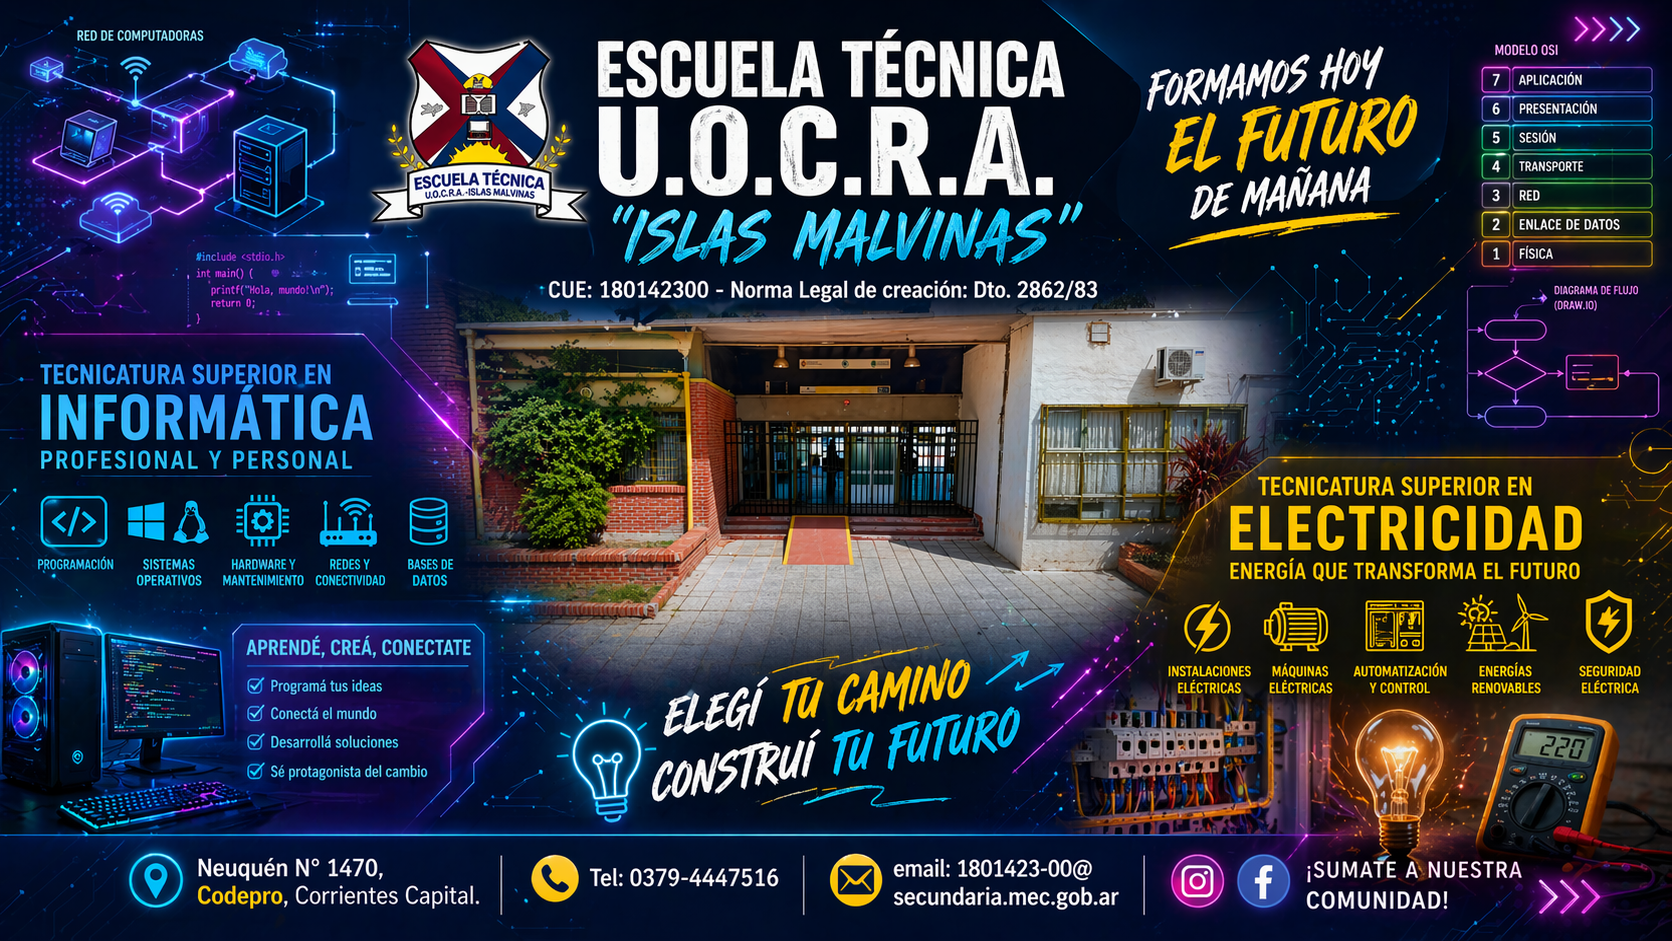 RED DE COMPUTADORAS
ESCUELA TÉCNICA
U.O.C.R.A.-ISLAS MALVINAS
ESCUELA TÉCNICA
U.O.C.R.A.
“ISLAS MALVINAS”
CUE: 180142300 - Norma Legal de creación: Dto. 2862/83
FORMAMOS HOY
EL FUTURO
DE MAÑANA
MODELO OSI
7 APLICACIÓN
6 PRESENTACIÓN
5 SESIÓN
4 TRANSPORTE
3 RED
2 ENLACE DE DATOS
1 FÍSICA
DIAGRAMA DE FLUJO
(DRAW.IO)
#include <stdio.h>
int main() {
printf("Hola, mundo!\n");
return 0;
}
TECNICATURA SUPERIOR EN
INFORMÁTICA
PROFESIONAL Y PERSONAL
</>
PROGRAMACIÓN
SISTEMAS
OPERATIVOS
HARDWARE Y
MANTENIMIENTO
REDES Y
CONECTIVIDAD
BASES DE
DATOS
APRENDÉ, CREÁ, CONECTATE
Programá tus ideas
Conectá el mundo
Desarrollá soluciones
Sé protagonista del cambio
TECNICATURA SUPERIOR EN
ELECTRICIDAD
ENERGÍA QUE TRANSFORMA EL FUTURO
INSTALACIONES
ELÉCTRICAS
MÁQUINAS
ELÉCTRICAS
AUTOMATIZACIÓN
Y CONTROL
ENERGÍAS
RENOVABLES
SEGURIDAD
ELÉCTRICA
ELEGÍ TU CAMINO
CONSTRUÍ TU FUTURO
220
Neuquén N° 1470,
Codepro, Corrientes Capital.
Tel: 0379-4447516
email: 1801423-00@
secundaria.mec.gob.ar
¡SUMATE A NUESTRA
COMUNIDAD!